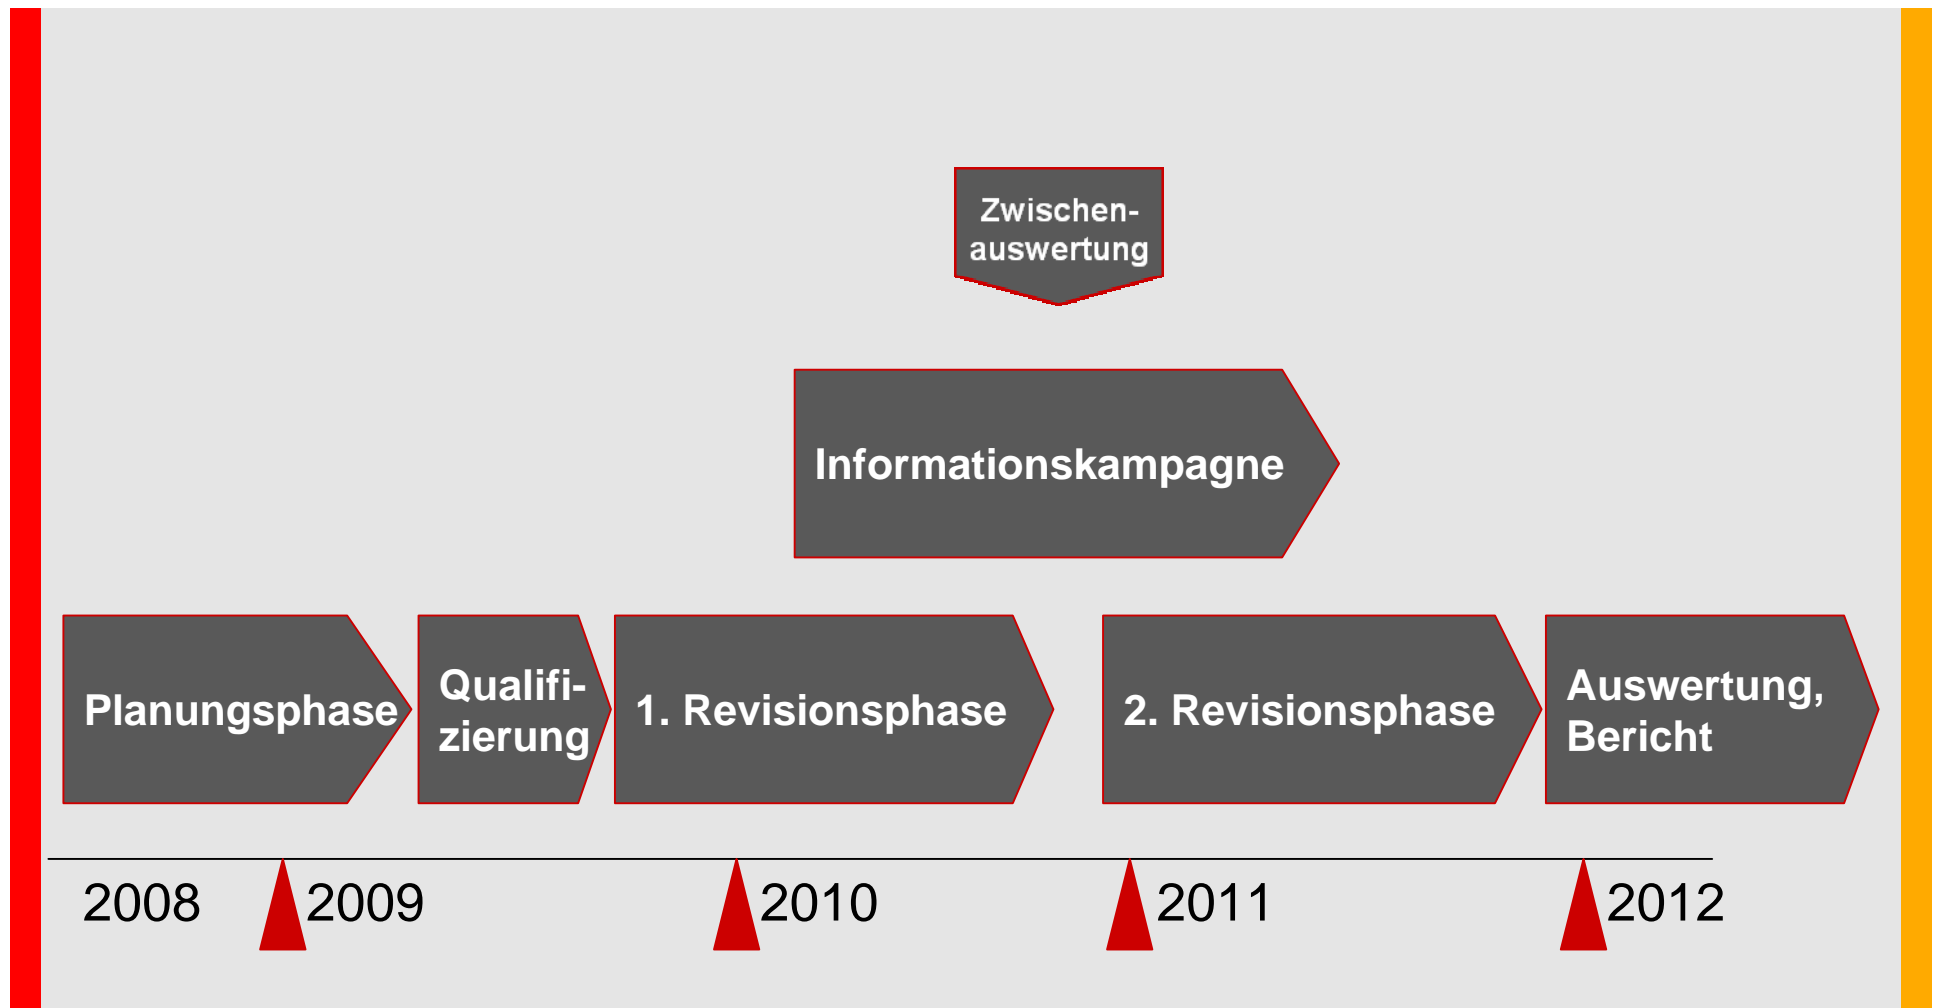 Zwischen-
auswertung
Informationskampagne
Planungsphase
Qualifi-
zierung
1. Revisionsphase
2. Revisionsphase
Auswertung,
Bericht
2008
2009
2010
2011
2012